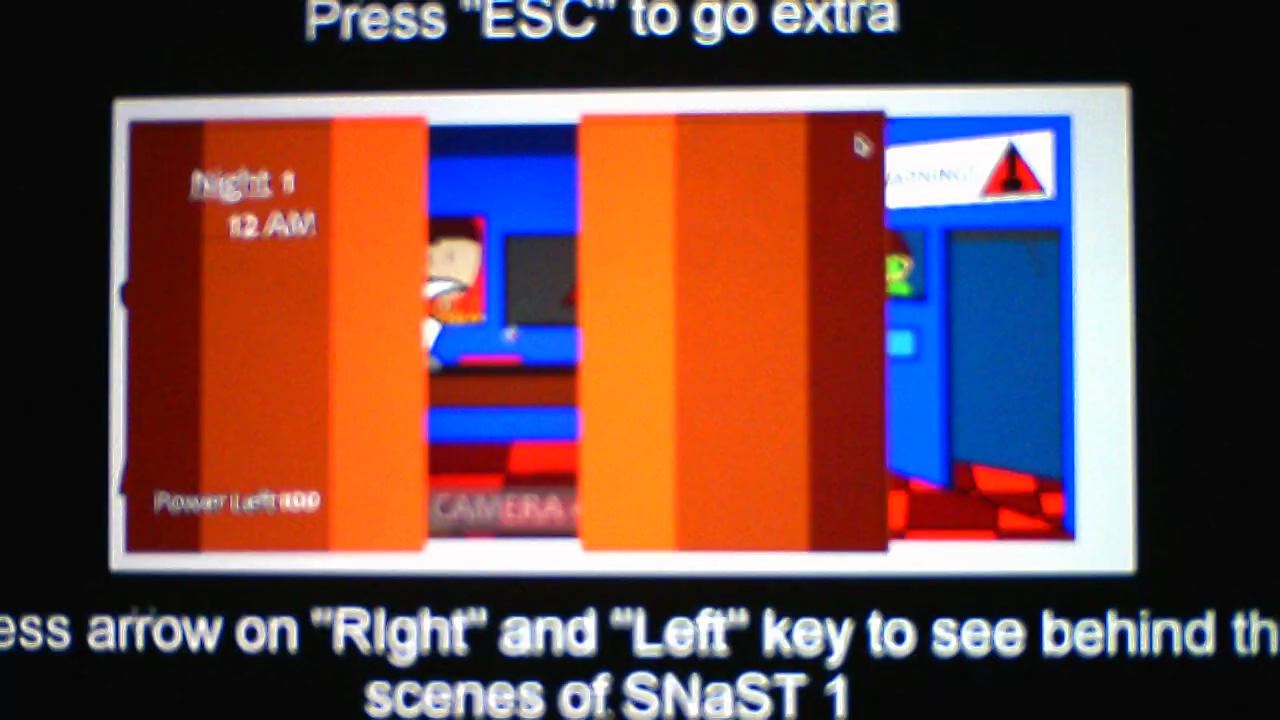 Press "ESC" to go extra
Night 1
12 AM
WARNING!
Power Left 100
CAMERA
ess arrow on "RIght" and "Left" key to see behind th
scenes of SNaST 1